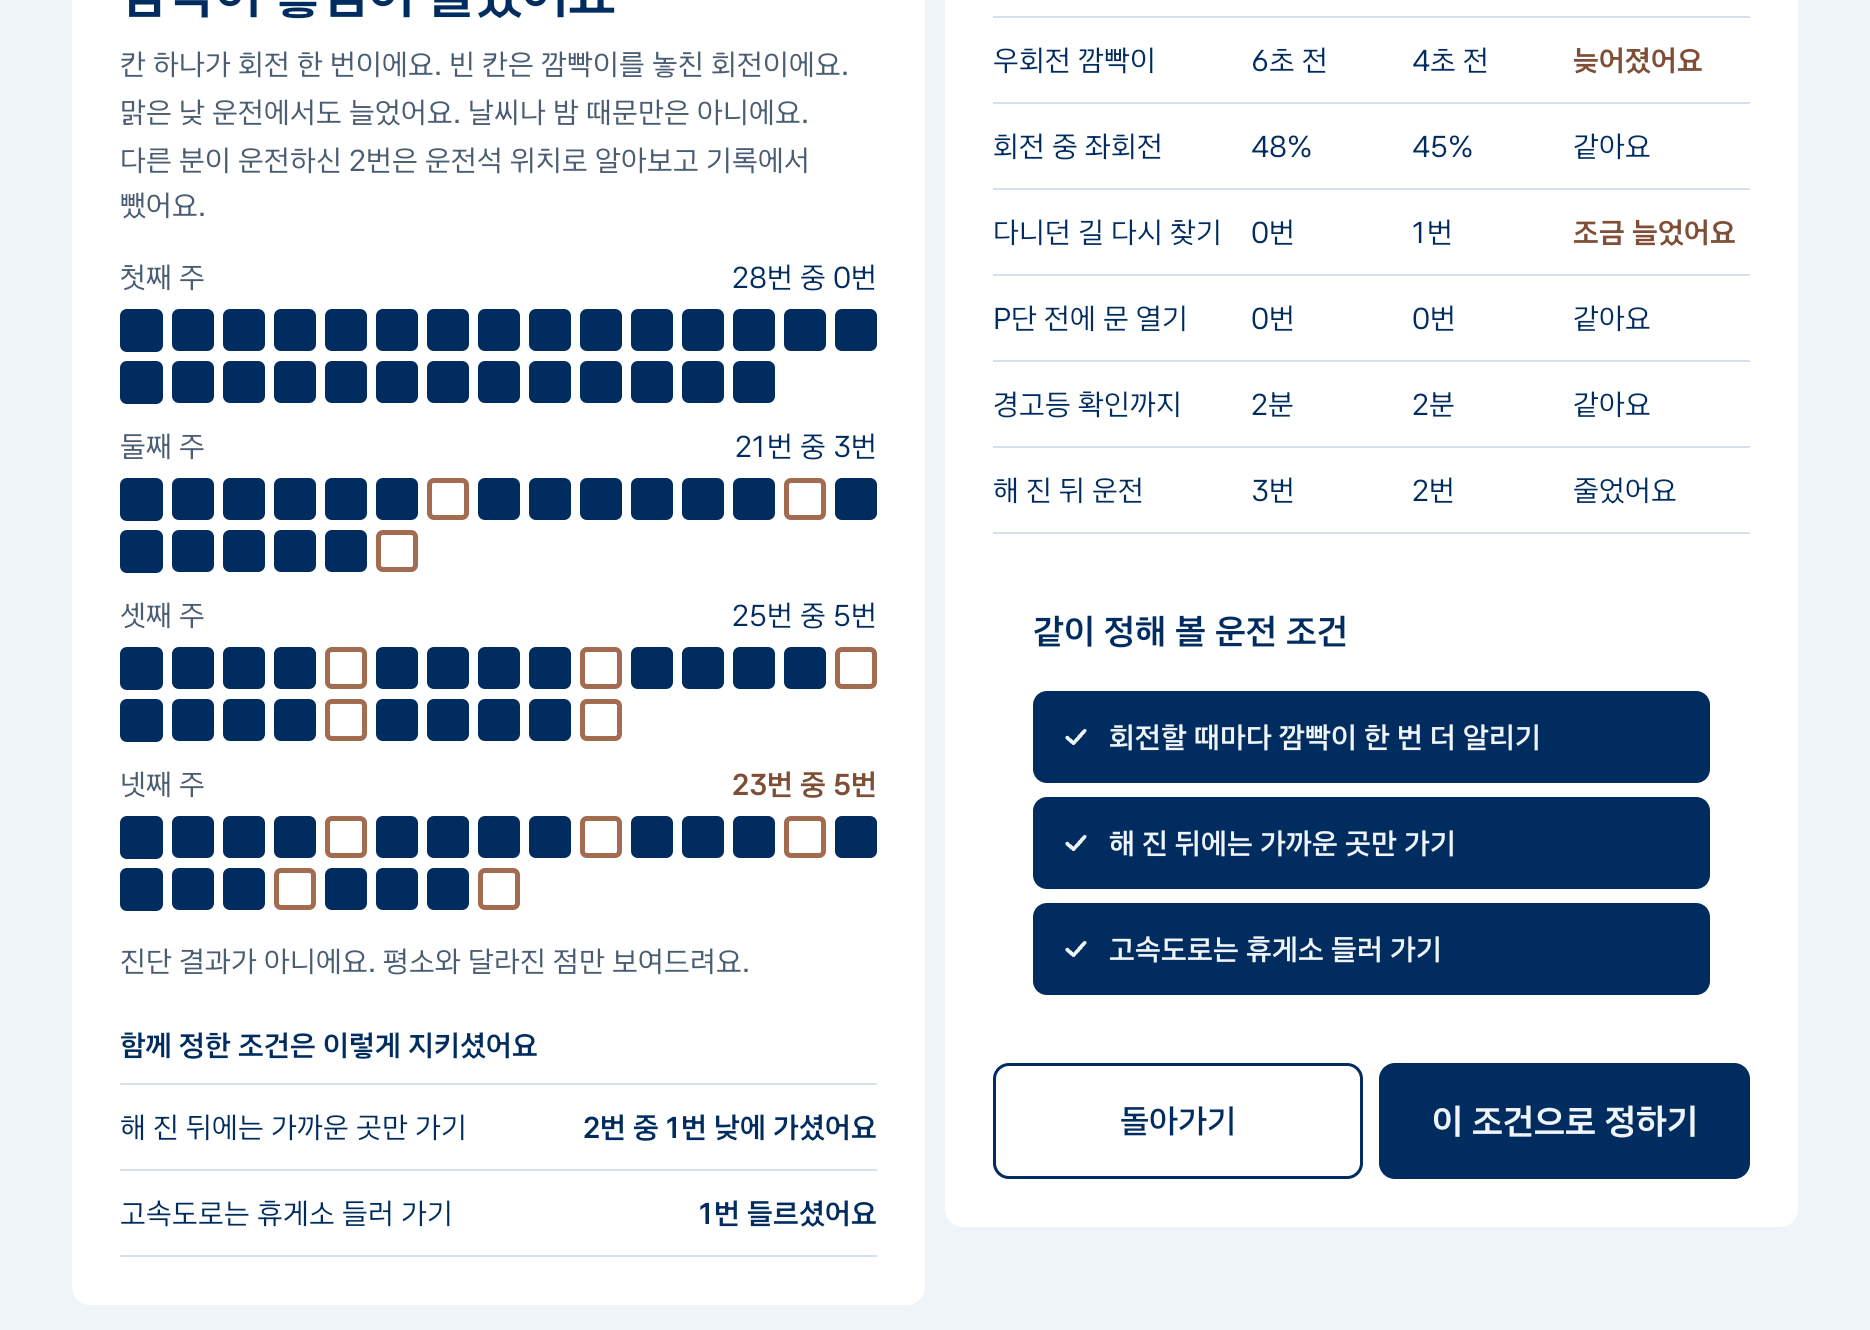 칸 하나가 회전 한 번이에요. 빈 칸은 깜빡이를 놓친 회전이에요.
맑은 낮 운전에서도 늘었어요. 날씨나 밤 때문만은 아니에요.
다른 분이 운전하신 2번은 운전석 위치로 알아보고 기록에서
뺐어요.
첫째 주 28번 중 0번
둘째 주 21번 중 3번
셋째 주 25번 중 5번
넷째 주 23번 중 5번
진단 결과가 아니에요. 평소와 달라진 점만 보여드려요.
함께 정한 조건은 이렇게 지키셨어요
해 진 뒤에는 가까운 곳만 가기 2번 중 1번 낮에 가셨어요
고속도로는 휴게소 들러 가기 1번 들르셨어요
우회전 깜빡이 6초 전 4초 전 늦어졌어요
회전 중 좌회전 48% 45% 같아요
다니던 길 다시 찾기 0번 1번 조금 늘었어요
P단 전에 문 열기 0번 0번 같아요
경고등 확인까지 2분 2분 같아요
해 진 뒤 운전 3번 2번 줄었어요
같이 정해 볼 운전 조건
회전할 때마다 깜빡이 한 번 더 알리기
해 진 뒤에는 가까운 곳만 가기
고속도로는 휴게소 들러 가기
돌아가기
이 조건으로 정하기